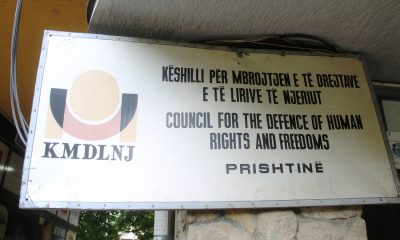 KËSHILLI PËR MBROJTJEN E TË DREJTAVE
E TË LIRIVE TË NJERIUT
COUNCIL FOR THE DEFENCE OF HUMAN
RIGHTS AND FREEDOMS
PRISHTINË
KMDLNJ